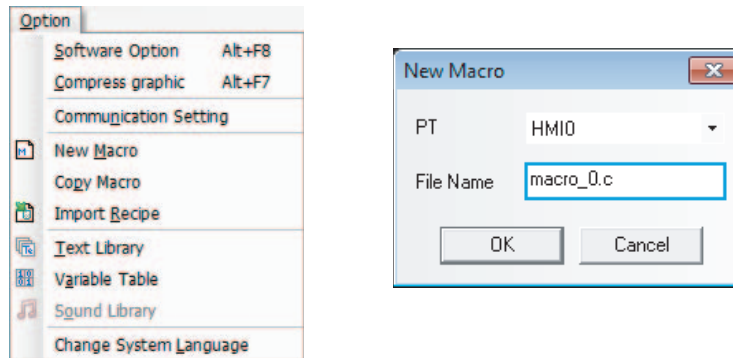 Option
Software Option Alt+F8
Compress graphic Alt+F7
Communication Setting
New Macro
Copy Macro
Import Recipe
Text Library
Variable Table
Sound Library
Change System Language
New Macro
PT HMI0
File Name macro_0.c
OK Cancel